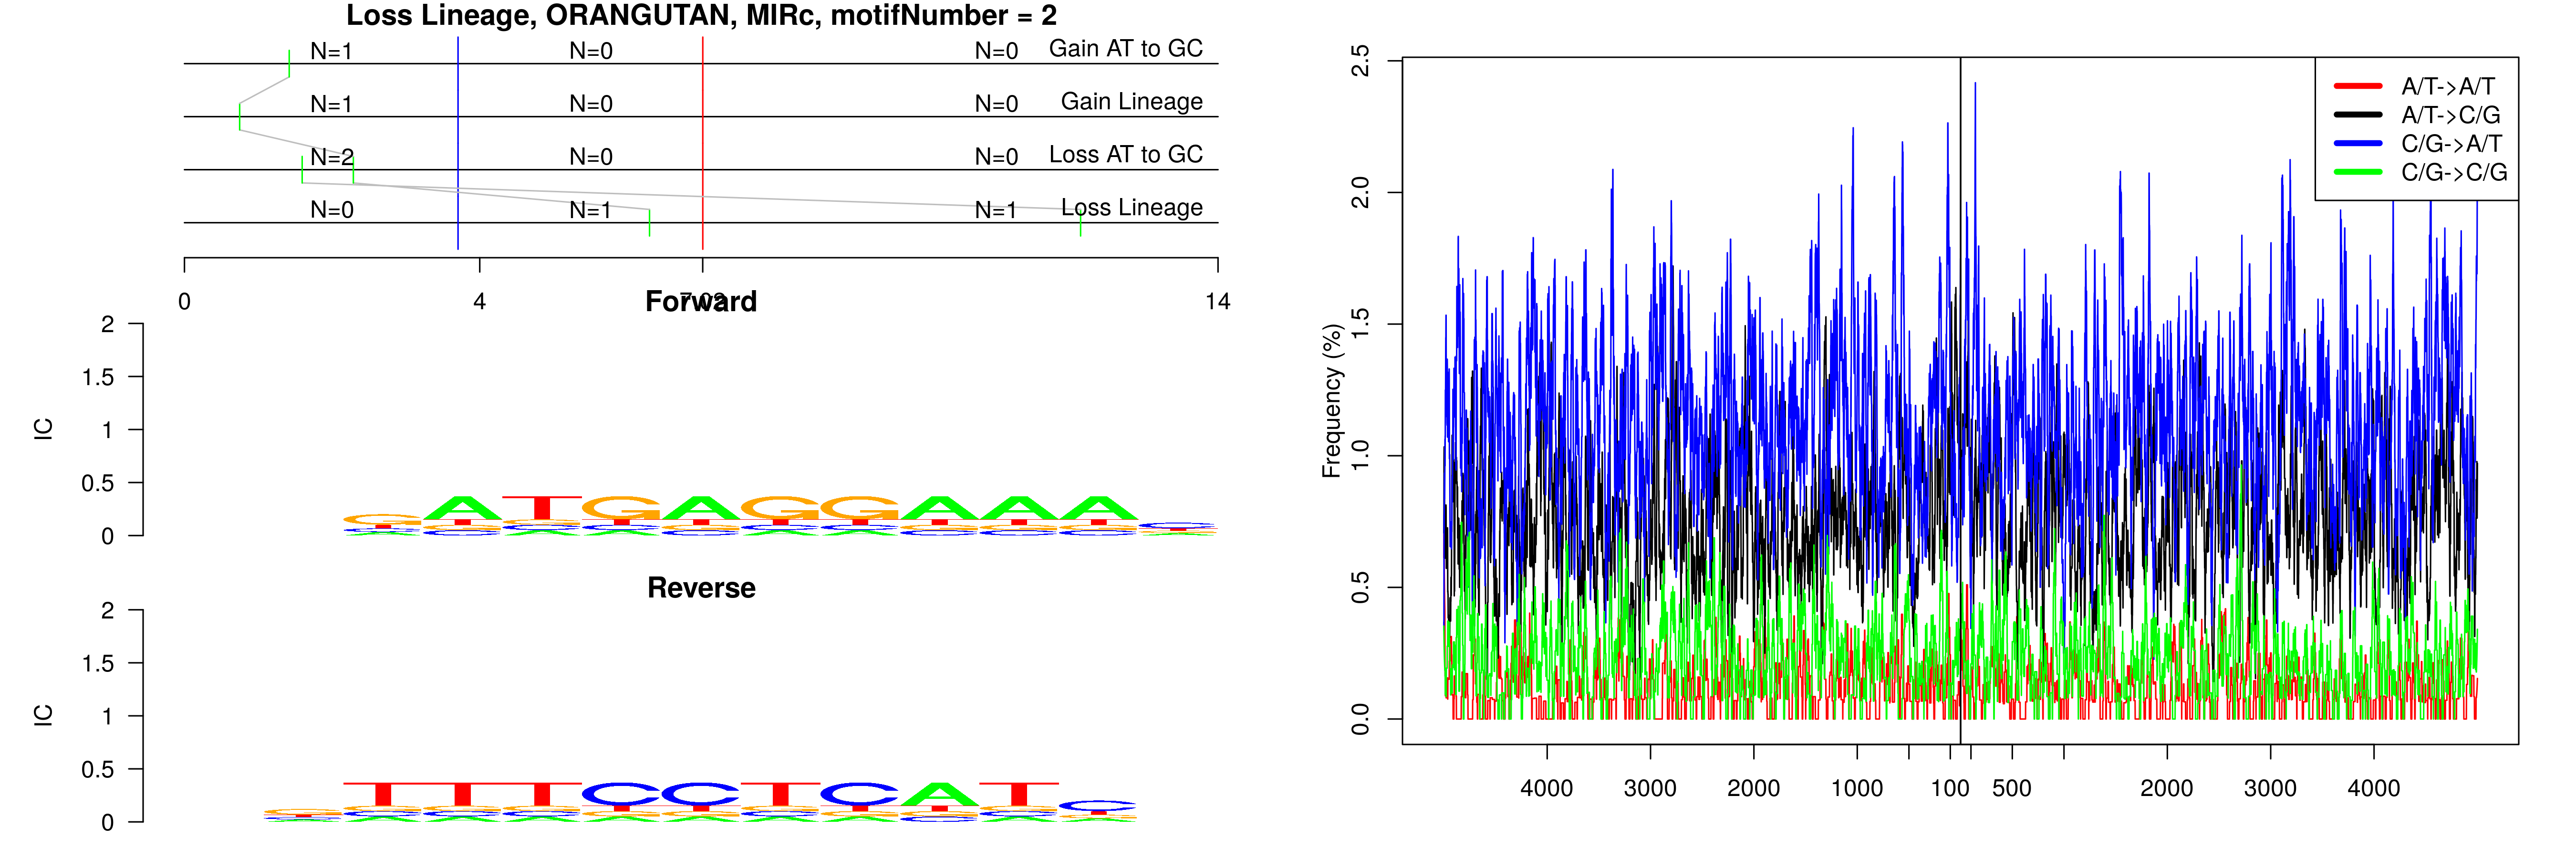 Loss Lineage, ORANGUTAN, MIRc, motifNumber = 2
N=1 N=0 N=0 Gain AT to GC
N=1 N=0 N=0 Gain Lineage
N=2 N=0 N=0 Loss AT to GC
N=0 N=1 N=1 Loss Lineage
0 4 14
Forward
2
1.5
1
0.5
0
IC
GATGAGGAAAC
Reverse
2
1.5
1
0.5
0
IC
GTTTCCTCATC
2.5
2.0
1.5
1.0
0.5
0.0
Frequency (%)
A/T->A/T
A/T->C/G
C/G->A/T
C/G->C/G
4000 3000 2000 1000 100 500 2000 3000 4000